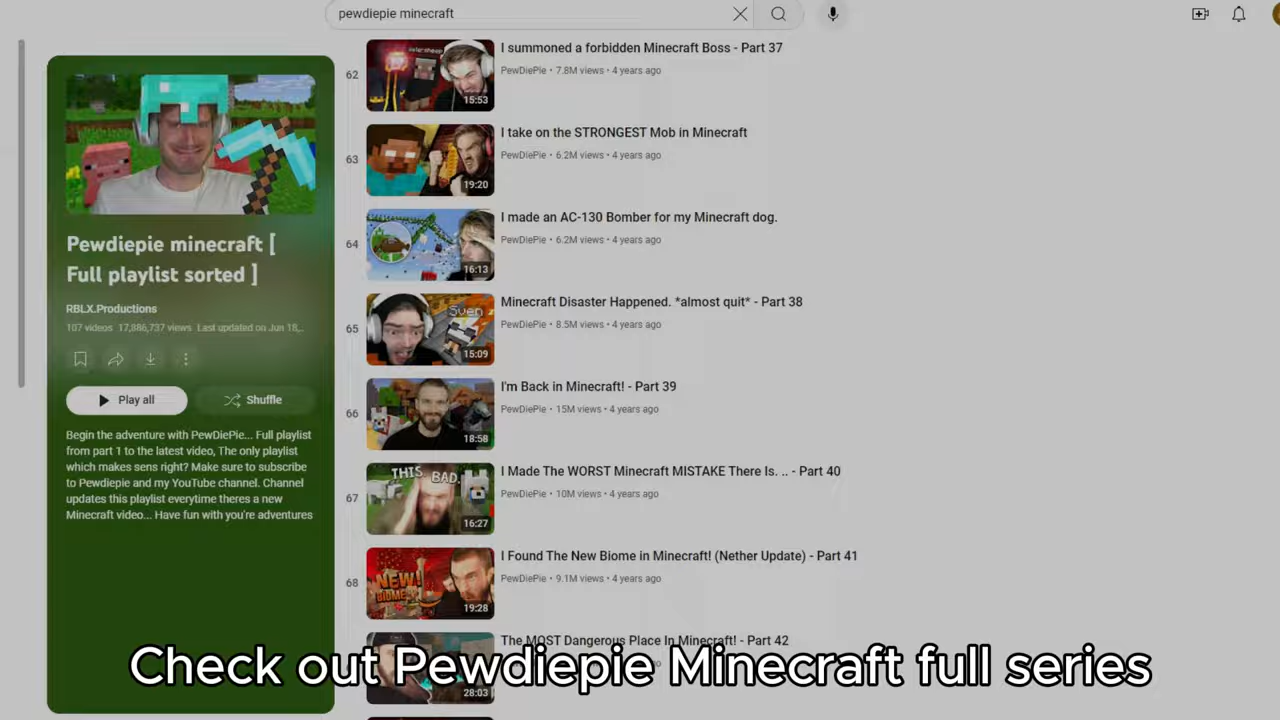 pewdiepie minecraft
Pewdiepie minecraft [
Full playlist sorted ]
RBLX.Productions
107 videos 17,886,737 views Last updated on Jun 18,...
Play all
Shuffle
Begin the adventure with PewDiePie... Full playlist
from part 1 to the latest video, The only playlist
which makes sens right? Make sure to subscribe
to Pewdiepie and my YouTube channel. Channel
updates this playlist everytime theres a new
Minecraft video... Have fun with you're adventures
62
15:53
I summoned a forbidden Minecraft Boss - Part 37
PewDiePie • 7.8M views • 4 years ago
63
19:20
I take on the STRONGEST Mob in Minecraft
PewDiePie • 6.2M views • 4 years ago
64
16:13
I made an AC-130 Bomber for my Minecraft dog.
PewDiePie • 6.2M views • 4 years ago
65
Sven
15:09
Minecraft Disaster Happened. *almost quit* - Part 38
PewDiePie • 8.5M views • 4 years ago
66
18:58
I'm Back in Minecraft! - Part 39
PewDiePie • 15M views • 4 years ago
67
THIS BAD.
16:27
I Made The WORST Minecraft MISTAKE There Is. .. - Part 40
PewDiePie • 10M views • 4 years ago
68
NEW!
BIOME
19:28
I Found The New Biome in Minecraft! (Nether Update) - Part 41
PewDiePie • 9.1M views • 4 years ago
28:03
The MOST Dangerous Place In Minecraft! - Part 42
Check out Pewdiepie Minecraft full series